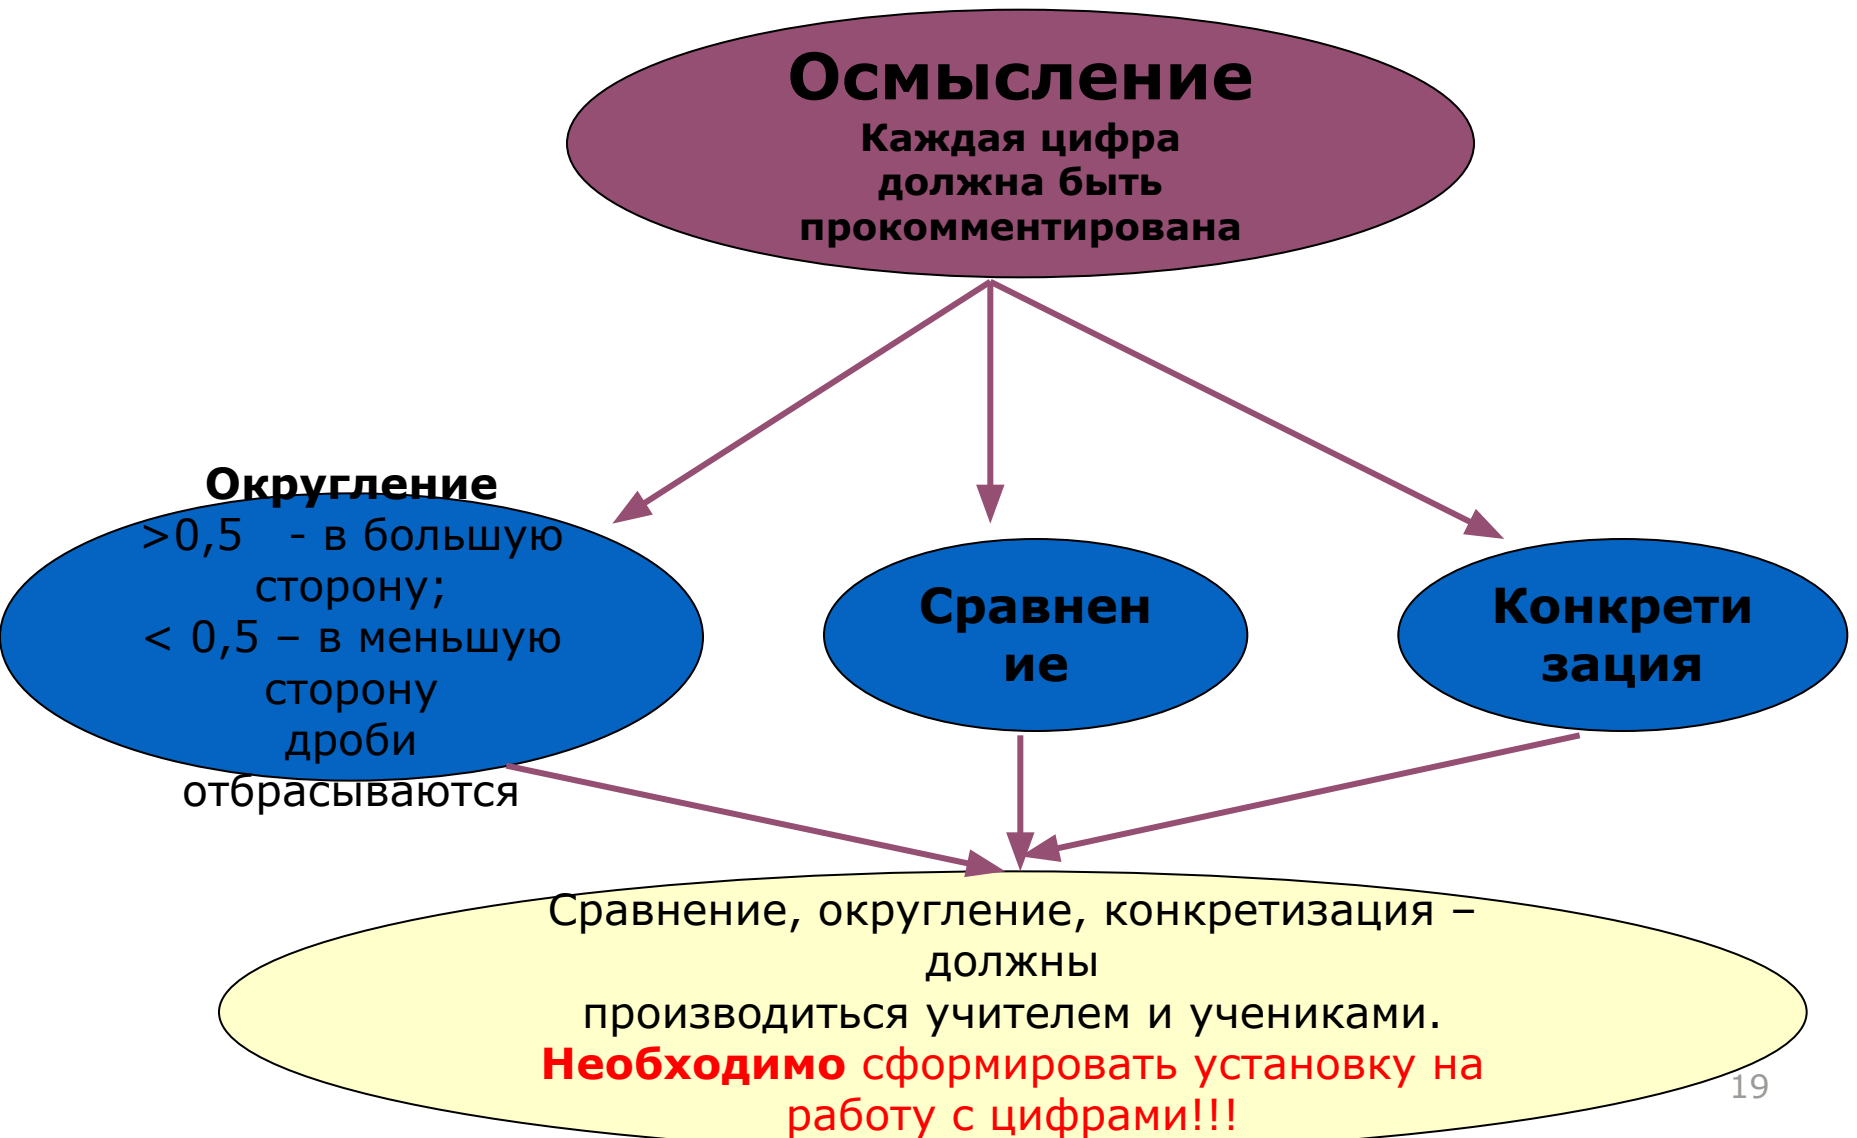 Осмысление
Каждая цифра
должна быть
прокомментирована
Округление
>0,5   - в большую
сторону;
< 0,5 – в меньшую
сторону
дроби
отбрасываются
Сравнен
ие
Конкрети
зация
Сравнение, округление, конкретизация –
должны
производиться учителем и учениками.
Необходимо сформировать установку на
работу с цифрами!!!
19